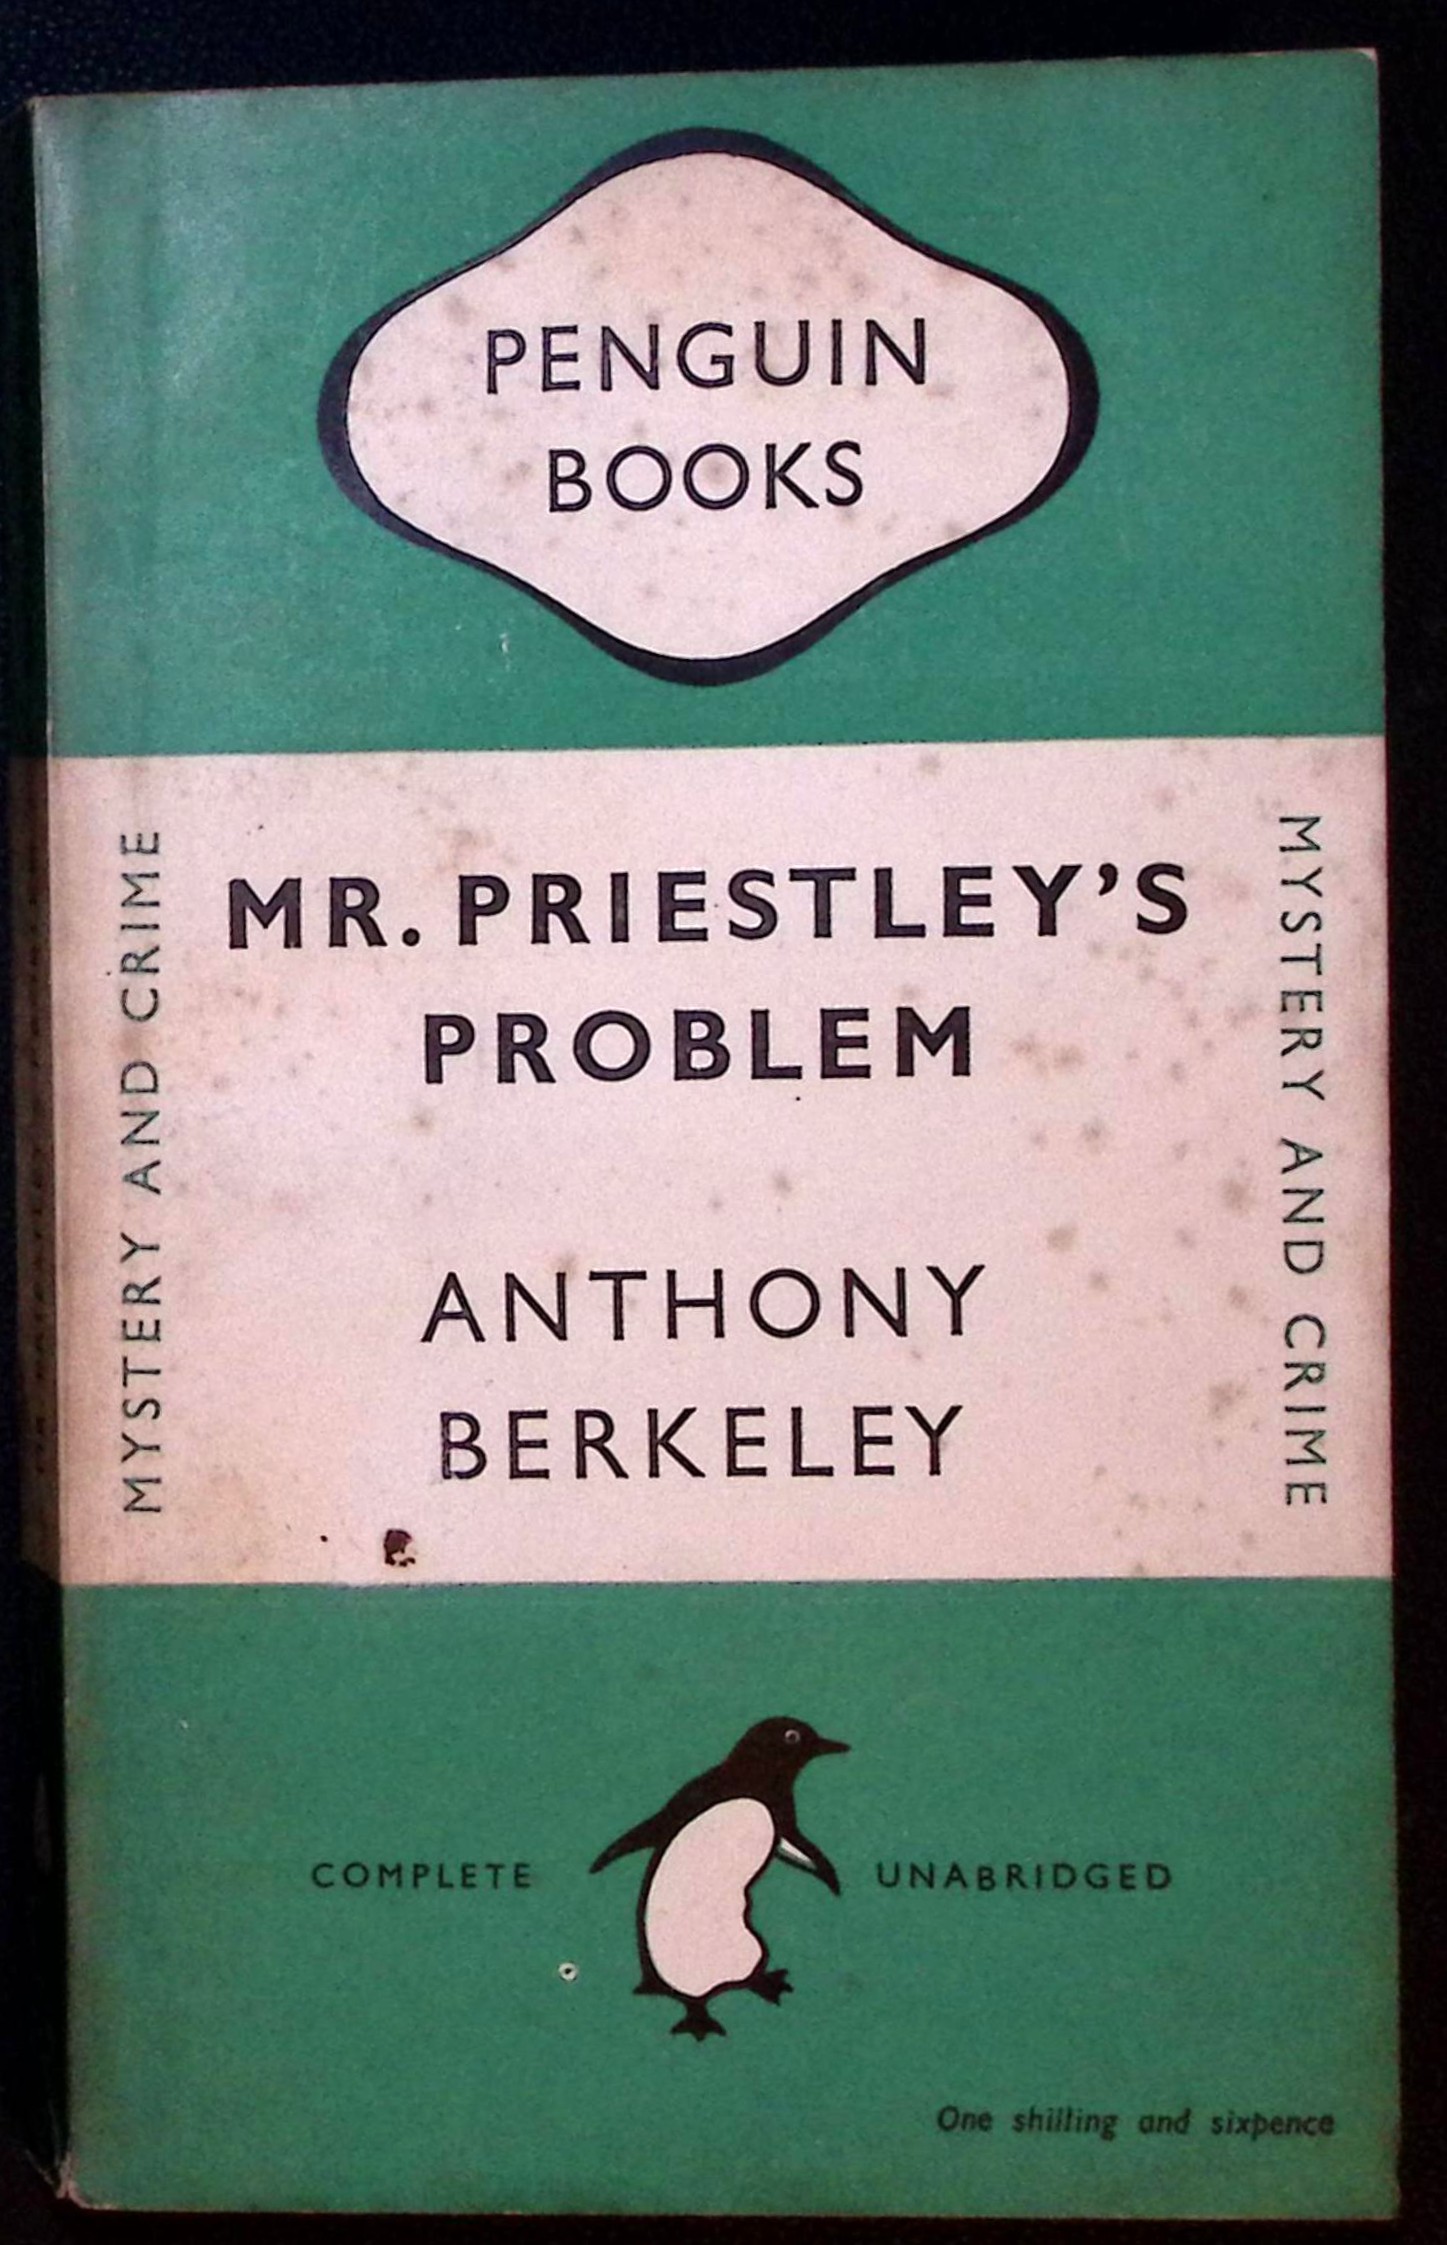 PENGUIN
BOOKS
MYSTERY AND CRIME
MR. PRIESTLEY'S
PROBLEM
ANTHONY
BERKELEY
MYSTERY AND CRIME
COMPLETE UNABRIDGED
One shilling and sixpence